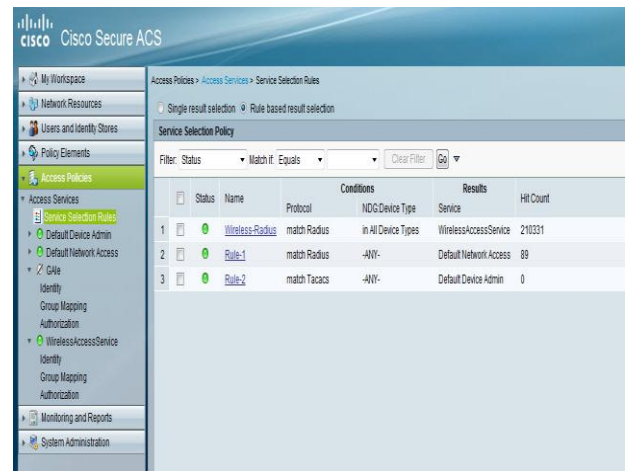 CISCO Cisco Secure ACS
My Workspace
Network Resources
Users and Identity Stores
Policy Elements
Access Policies
Access Services
Service Selection Rules
Default Device Admin
Default Network Access
GAle
Identity
Group Mapping
Authorization
WirelessAccessService
Identity
Group Mapping
Authorization
Monitoring and Reports
System Administration
Access Policies > Access Services > Service Selection Rules
Single result selection Rule based result selection
Service Selection Policy
Filter: Status Match if: Equals Clear Filter Go
Conditions Results
Status Name Protocol NDG:Device Type Service Hit Count
1 Wireless-Radius match Radius in All Device Types WirelessAccessService 210331
2 Rule-1 match Radius -ANY- Default Network Access 89
3 Rule-2 match Tacacs -ANY- Default Device Admin 0